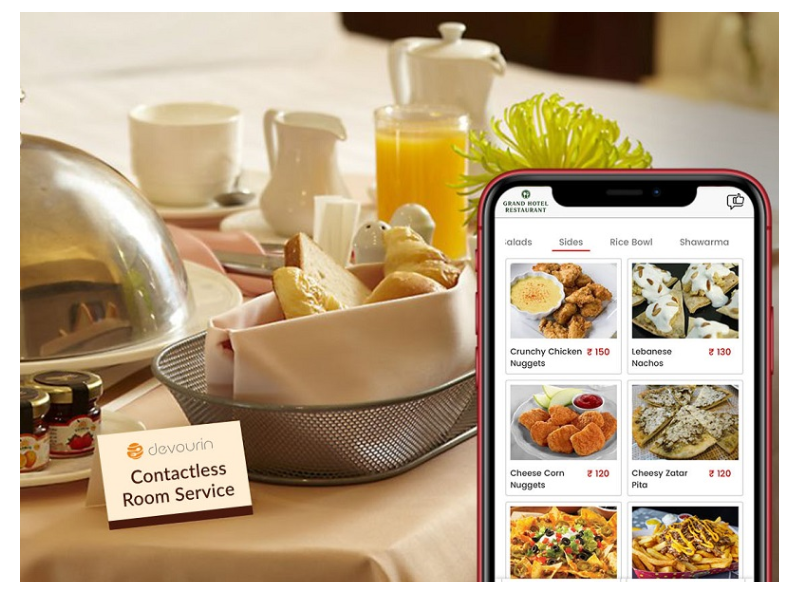 devourin
Contactless
Room Service
GRAND HOTEL
RESTAURANT
alads Sides Rice Bowl Shawarma
Crunchy Chicken ₹ 150
Nuggets
Lebanese ₹ 130
Nachos
Cheese Corn ₹ 120
Nuggets
Cheesy Zatar ₹ 120
Pita